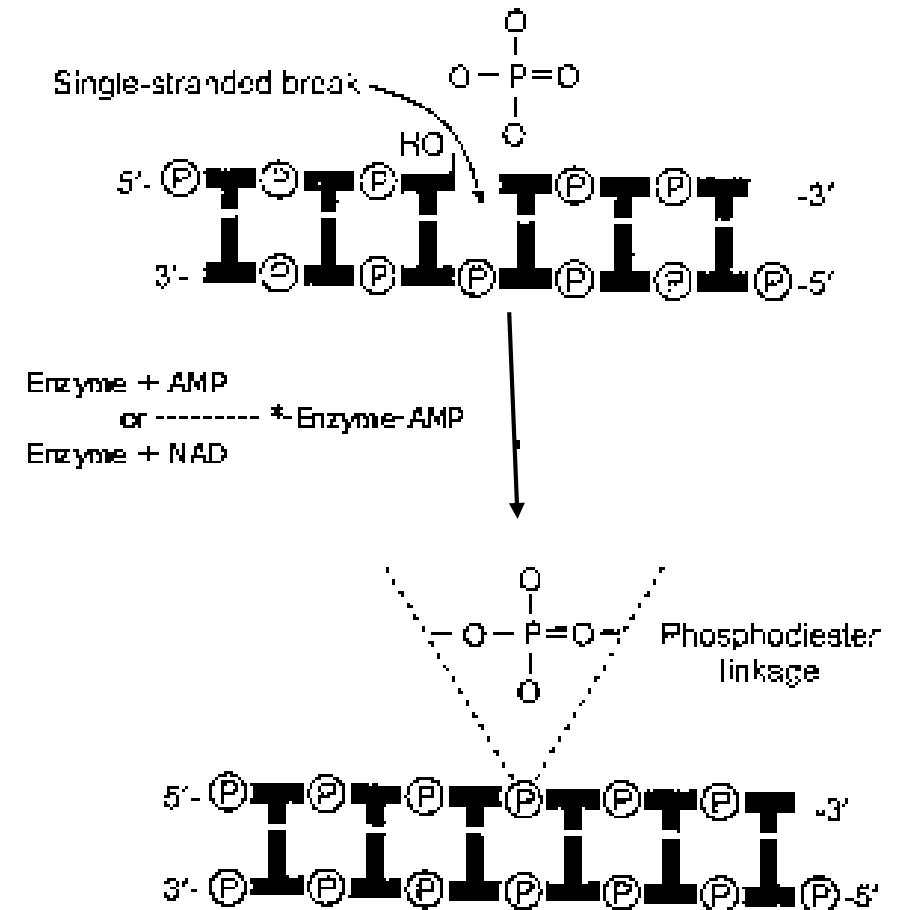 O
O–P=O
O
Single-stranded break
HO
5'- P P P P P -3'
3'- P P P P P P -5'
Enzyme + AMP
or --------- *-Enzyme-AMP
Enzyme + NAD
O
–O–P=O–
O
Phosphodiester
linkage
5'- P P P P P P -3'
3'- P P P P P P P -5'